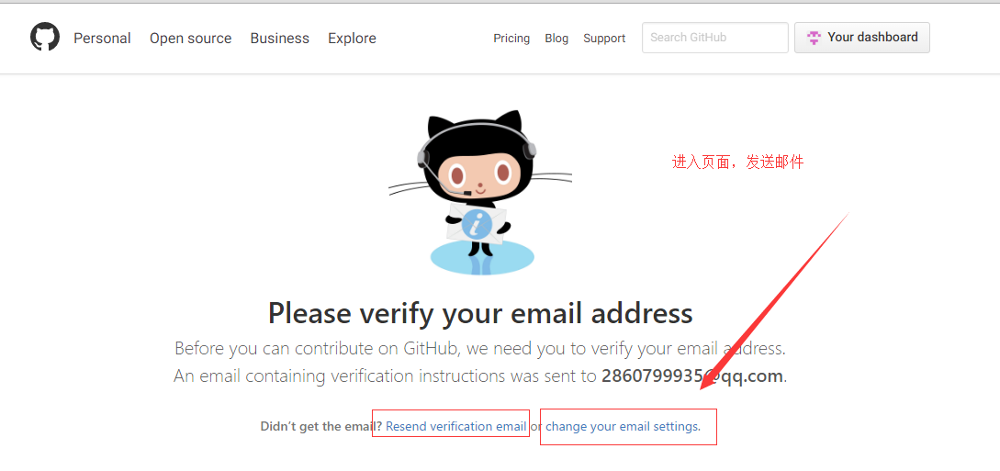 Personal Open source Business Explore Pricing Blog Support Search GitHub Your dashboard
进入页面，发送邮件
i
Please verify your email address
Before you can contribute on GitHub, we need you to verify your email address.
An email containing verification instructions was sent to 2860799935@qq.com.
Didn’t get the email? Resend verification email or change your email settings.